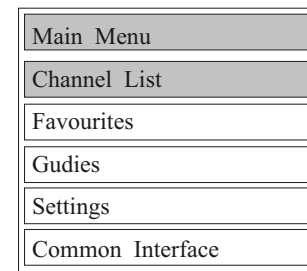 Main Menu
Channel List
Favourites
Gudies
Settings
Common Interface